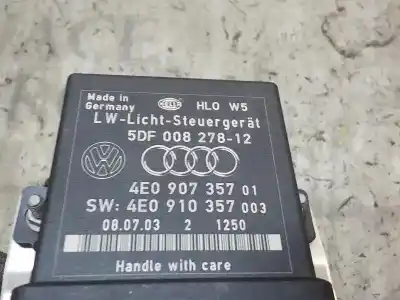 Made in
Germany
HELLA
HLO W5
LW-Licht-Steuergerät
5DF 008 278-12
4E0 907 357 01
SW: 4E0 910 357 003
08.07.03 2 1250
Handle with care